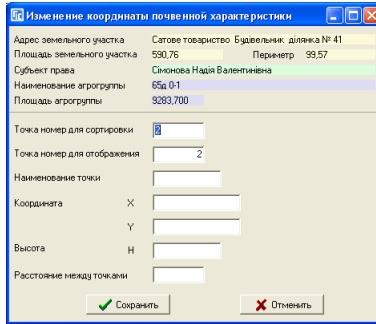 Изменение координаты почвенной характеристики
Адрес земельного участка Сатове товариство Будівельник ділянка № 41
Площадь земельного участка 590,76 Периметр 99,57
Субъект права Сімонова Надія Валентинівна
Наименование агрогруппы 65д 0-1
Площадь агрогруппы 9283,700
Точка номер для сортировки 2
Точка номер для отображения 2
Наименование точки
Координата X
Y
Высота H
Расстояние между точками
Сохранить Отменить